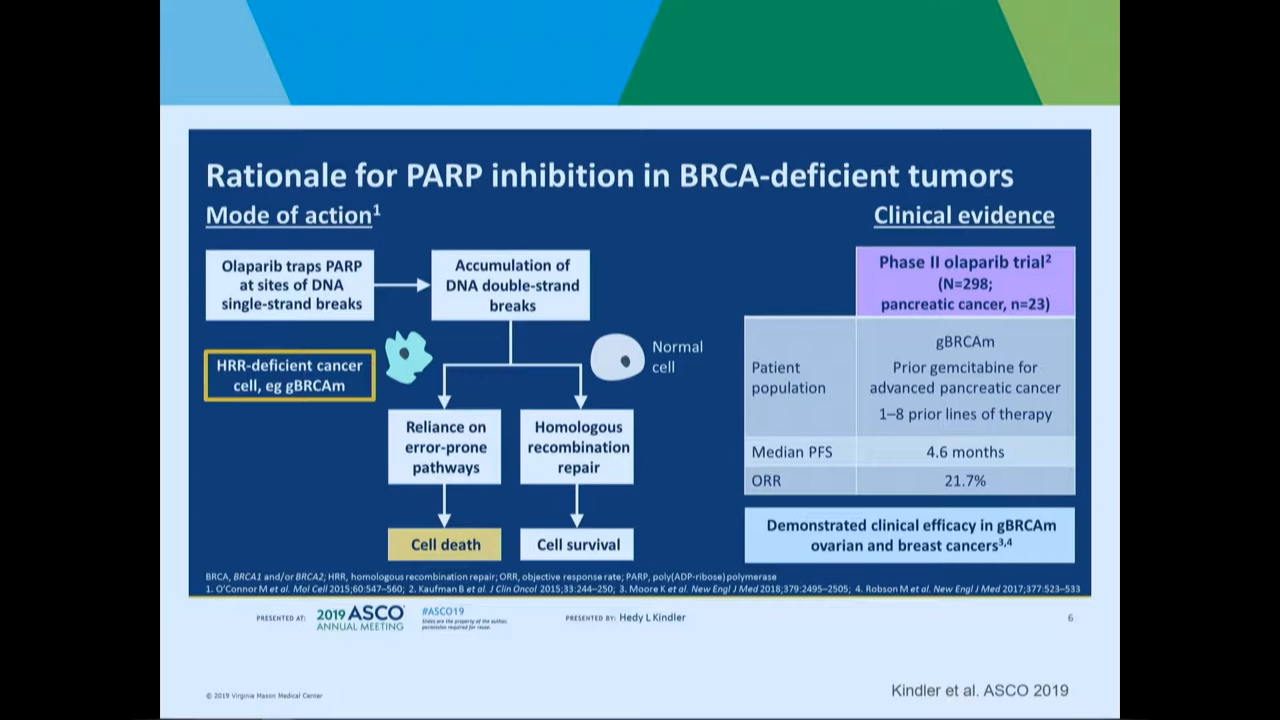 Rationale for PARP inhibition in BRCA-deficient tumors
Mode of action1
Olaparib traps PARP
at sites of DNA
single-strand breaks
Accumulation of
DNA double-strand
breaks
HRR-deficient cancer
cell, eg gBRCAm
Normal
cell
Reliance on
error-prone
pathways
Homologous
recombination
repair
Cell death
Cell survival
Clinical evidence
Phase II olaparib trial2
(N=298;
pancreatic cancer, n=23)
Patient
population
gBRCAm
Prior gemcitabine for
advanced pancreatic cancer
1–8 prior lines of therapy
Median PFS
4.6 months
ORR
21.7%
Demonstrated clinical efficacy in gBRCAm
ovarian and breast cancers3,4
BRCA, BRCA1 and/or BRCA2; HRR, homologous recombination repair; ORR, objective response rate; PARP, poly(ADP-ribose) polymerase
1. O'Connor M et al. Mol Cell 2015;60:547–560; 2. Kaufman B et al. J Clin Oncol 2015;33:244–250; 3. Moore K et al. New Engl J Med 2018;379:2495–2505; 4. Robson M et al. New Engl J Med 2017;377:523–533
PRESENTED AT:
2019 ASCO
ANNUAL MEETING
#ASCO19
Slides are the property of the author,
permission required for reuse.
PRESENTED BY: Hedy L Kindler
6
© 2019 Virginia Mason Medical Center
Kindler et al. ASCO 2019